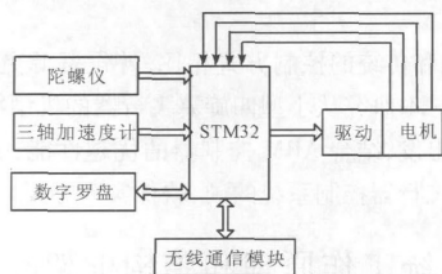 陀螺仪
三轴加速度计
数字罗盘
STM32
驱动
电机
无线通信模块